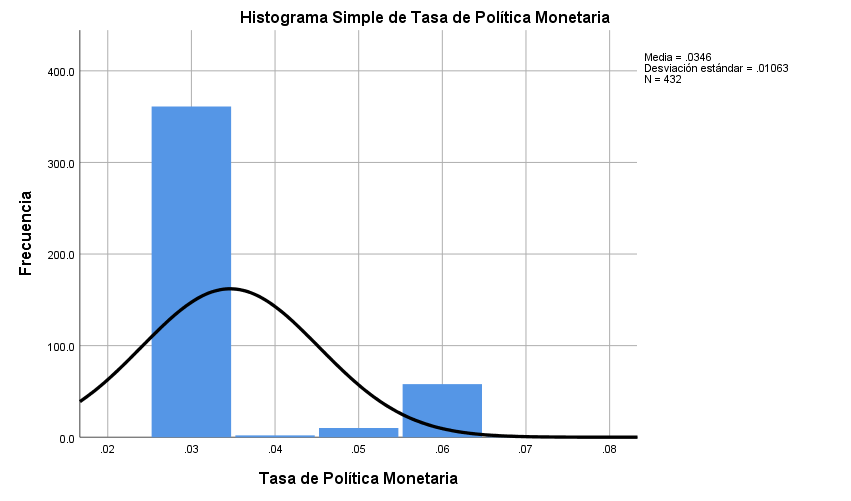 Histograma Simple de Tasa de Política Monetaria
Media = .0346
Desviación estándar = .01063
N = 432
400.0
300.0
200.0
100.0
0.0
Frecuencia
.02 .03 .04 .05 .06 .07 .08
Tasa de Política Monetaria